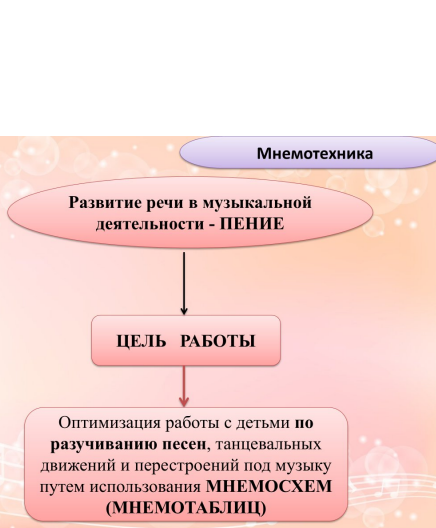 Мнемотехника
Развитие речи в музыкальной
деятельности - ПЕНИЕ
ЦЕЛЬ РАБОТЫ
Оптимизация работы с детьми по
разучиванию песен, танцевальных
движений и перестроений под музыку
путем использования МНЕМОСХЕМ
(МНЕМОТАБЛИЦ)